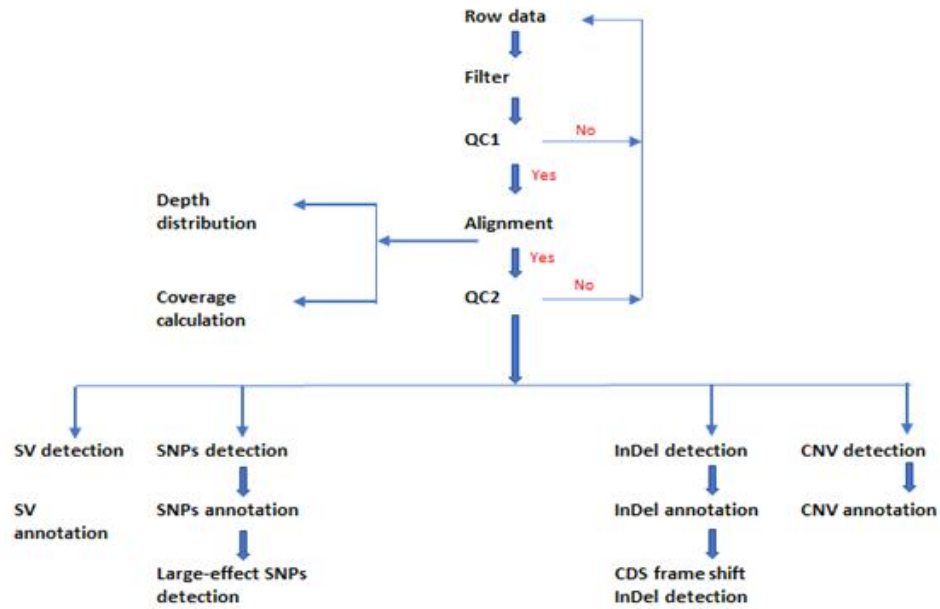 Row data
Filter
QC1
No
Yes
Depth
distribution
Alignment
Yes
Coverage
calculation
QC2
No
SV detection
SNPs detection
InDel detection
CNV detection
SV
annotation
SNPs annotation
InDel annotation
CNV annotation
Large-effect SNPs
detection
CDS frame shift
InDel detection